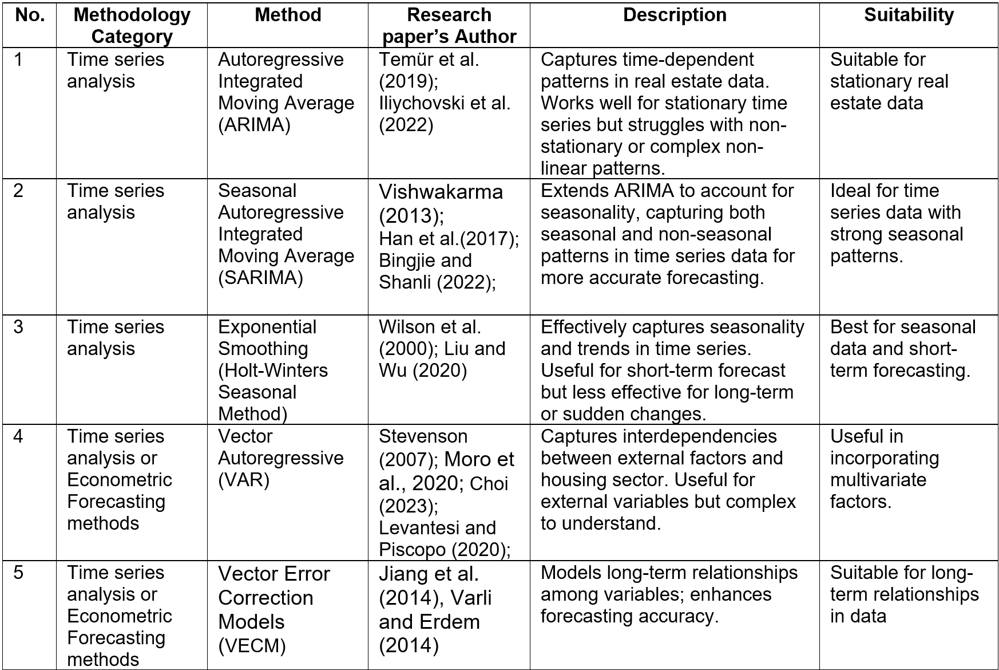 No.
Methodology
Category
Method
Research
paper’s Author
Description
Suitability
1
Time series
analysis
Autoregressive
Integrated
Moving Average
(ARIMA)
Temür et al.
(2019);
Iliychovski et al.
(2022)
Captures time-dependent
patterns in real estate data.
Works well for stationary time
series but struggles with non-
stationary or complex non-
linear patterns.
Suitable for
stationary real
estate data
2
Time series
analysis
Seasonal
Autoregressive
Integrated
Moving Average
(SARIMA)
Vishwakarma
(2013);
Han et al.(2017);
Bingjie and
Shanli (2022);
Extends ARIMA to account for
seasonality, capturing both
seasonal and non-seasonal
patterns in time series data for
more accurate forecasting.
Ideal for time
series data with
strong seasonal
patterns.
3
Time series
analysis
Exponential
Smoothing
(Holt-Winters
Seasonal
Method)
Wilson et al.
(2000); Liu and
Wu (2020)
Effectively captures seasonality
and trends in time series.
Useful for short-term forecast
but less effective for long-term
or sudden changes.
Best for seasonal
data and short-
term forecasting.
4
Time series
analysis or
Econometric
Forecasting
methods
Vector
Autoregressive
(VAR)
Stevenson
(2007); Moro et
al., 2020; Choi
(2023);
Levantesi and
Piscopo (2020);
Captures interdependencies
between external factors and
housing sector. Useful for
external variables but complex
to understand.
Useful in
incorporating
multivariate
factors.
5
Time series
analysis or
Econometric
Forecasting
methods
Vector Error
Correction
Models
(VECM)
Jiang et al.
(2014), Varli
and Erdem
(2014)
Models long-term relationships
among variables; enhances
forecasting accuracy.
Suitable for long-
term relationships
in data